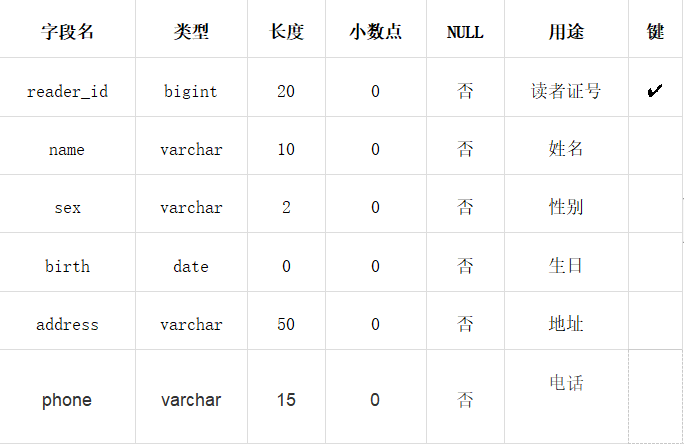 字段名 类型 长度 小数点 NULL 用途 键
reader_id bigint 20 0 否 读者证号 ✔
name varchar 10 0 否 姓名
sex varchar 2 0 否 性别
birth date 0 0 否 生日
address varchar 50 0 否 地址
phone varchar 15 0 否 电话